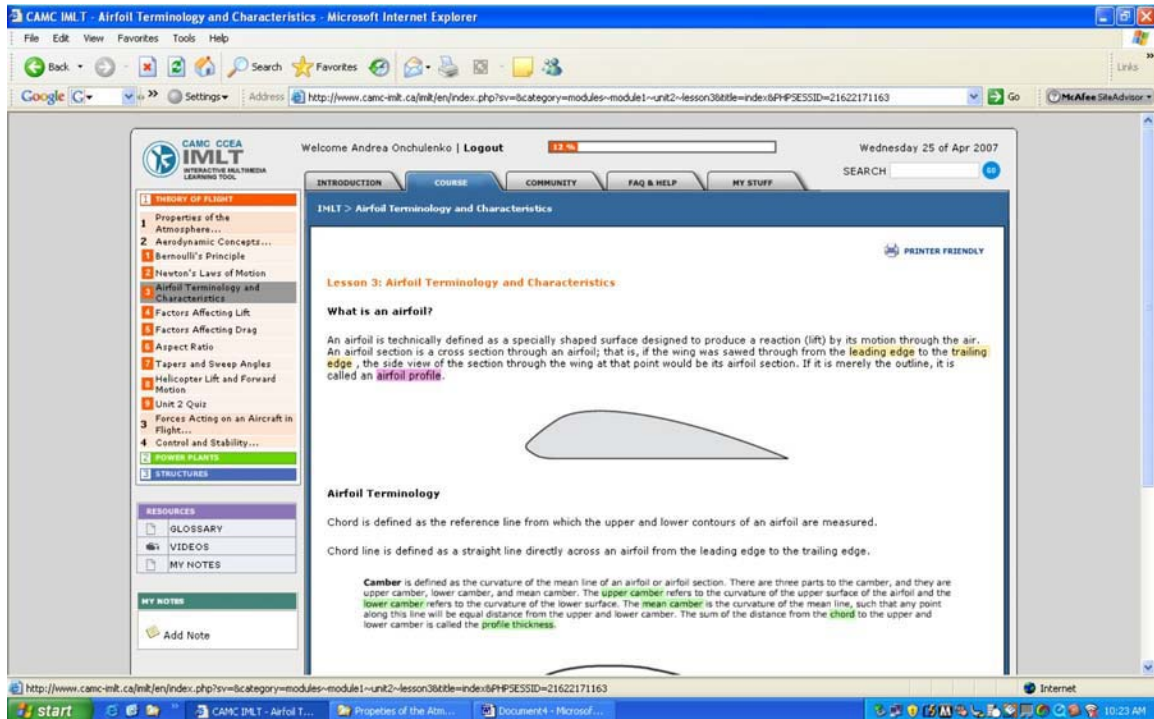 CAMC IMLT - Airfoil Terminology and Characteristics - Microsoft Internet Explorer
File Edit View Favorites Tools Help
Back Search Favorites Links
Google G Settings Address http://www.camc-imlt.ca/imlt/en/index.php?sv=&category=modules~module1~unit2~lesson3&title=index&PHPSESSID=21622171163 Go McAfee SiteAdvisor
CAMC CCEA
IMLT
INTERACTIVE MULTIMEDIA
LEARNING TOOL
Welcome Andrea Onchulenko | Logout 13 % Wednesday 25 of Apr 2007
SEARCH GO
INTRODUCTION COURSE COMMUNITY FAQ & HELP MY STUFF
IMLT > Airfoil Terminology and Characteristics
1 THEORY OF FLIGHT
1 Properties of the
Atmosphere...
2 Aerodynamic Concepts...
1 Bernoulli's Principle
2 Newton's Laws of Motion
3 Airfoil Terminology and
Characteristics
4 Factors Affecting Lift
5 Factors Affecting Drag
6 Aspect Ratio
7 Tapers and Sweep Angles
8 Helicopter Lift and Forward
Motion
9 Unit 2 Quiz
3 Forces Acting on an Aircraft in
Flight...
4 Control and Stability...
2 POWER PLANTS
3 STRUCTURES
RESOURCES
GLOSSARY
VIDEOS
MY NOTES
MY NOTES
Add Note
PRINTER FRIENDLY
Lesson 3: Airfoil Terminology and Characteristics
What is an airfoil?
An airfoil is technically defined as a specially shaped surface designed to produce a reaction (lift) by its motion through the air.
An airfoil section is a cross section through an airfoil; that is, if the wing was sawed through from the leading edge to the trailing
edge , the side view of the section through the wing at that point would be its airfoil section. If it is merely the outline, it is
called an airfoil profile.
Airfoil Terminology
Chord is defined as the reference line from which the upper and lower contours of an airfoil are measured.
Chord line is defined as a straight line directly across an airfoil from the leading edge to the trailing edge.
Camber is defined as the curvature of the mean line of an airfoil or airfoil section. There are three parts to the camber, and they are
upper camber, lower camber, and mean camber. The upper camber refers to the curvature of the upper surface of the airfoil and the
lower camber refers to the curvature of the lower surface. The mean camber is the curvature of the mean line, such that any point
along this line will be equal distance from the upper and lower camber. The sum of the distance from the chord to the upper and
lower camber is called the profile thickness.
http://www.camc-imlt.ca/imlt/en/index.php?sv=&category=modules~module1~unit2~lesson3&title=index&PHPSESSID=21622171163 Internet
start CAMC IMLT - Airfoil T... Propeties of the Atm... Document4 - Microsof... 10:23 AM